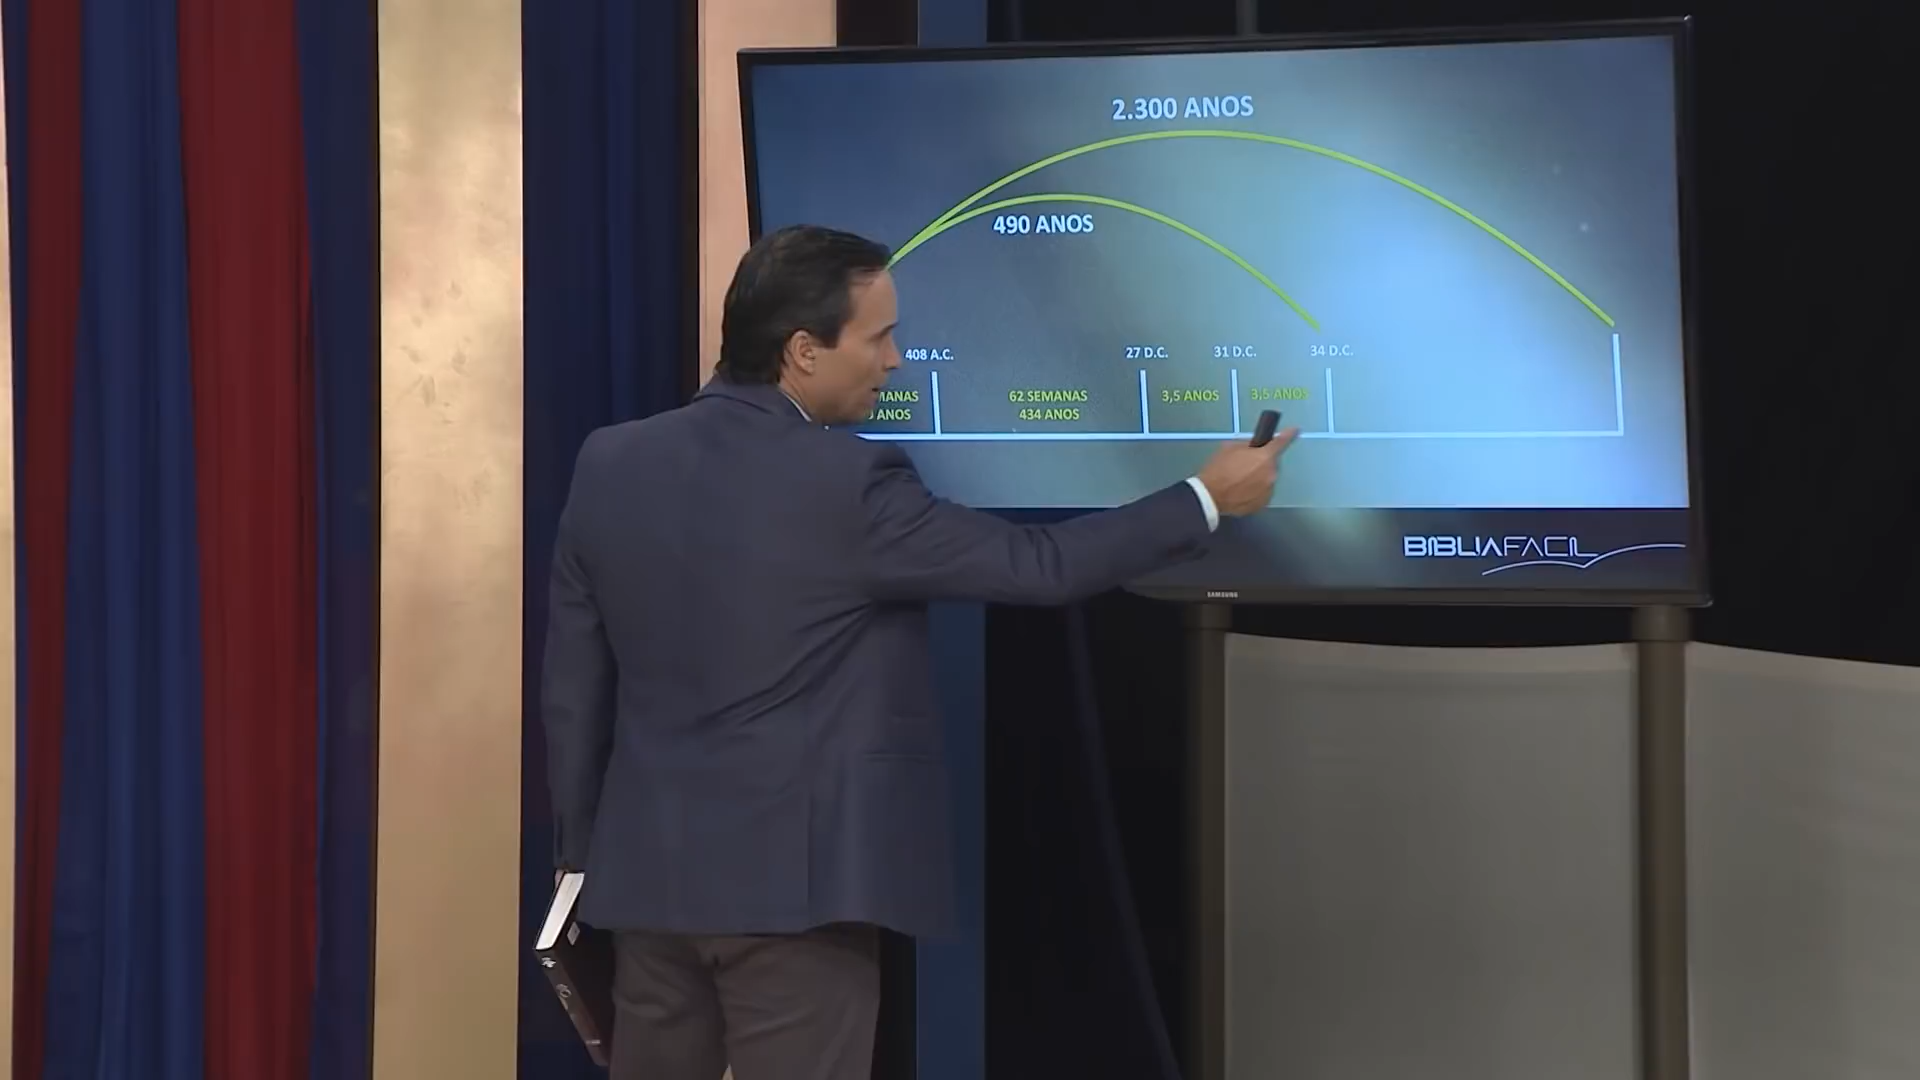 2.300 ANOS
490 ANOS
408 A.C.
27 D.C.
31 D.C.
34 D.C.
62 SEMANAS
434 ANOS
3,5 ANOS
3,5 ANOS
ANOS
BIBLIAFACIL
SAMSUNG